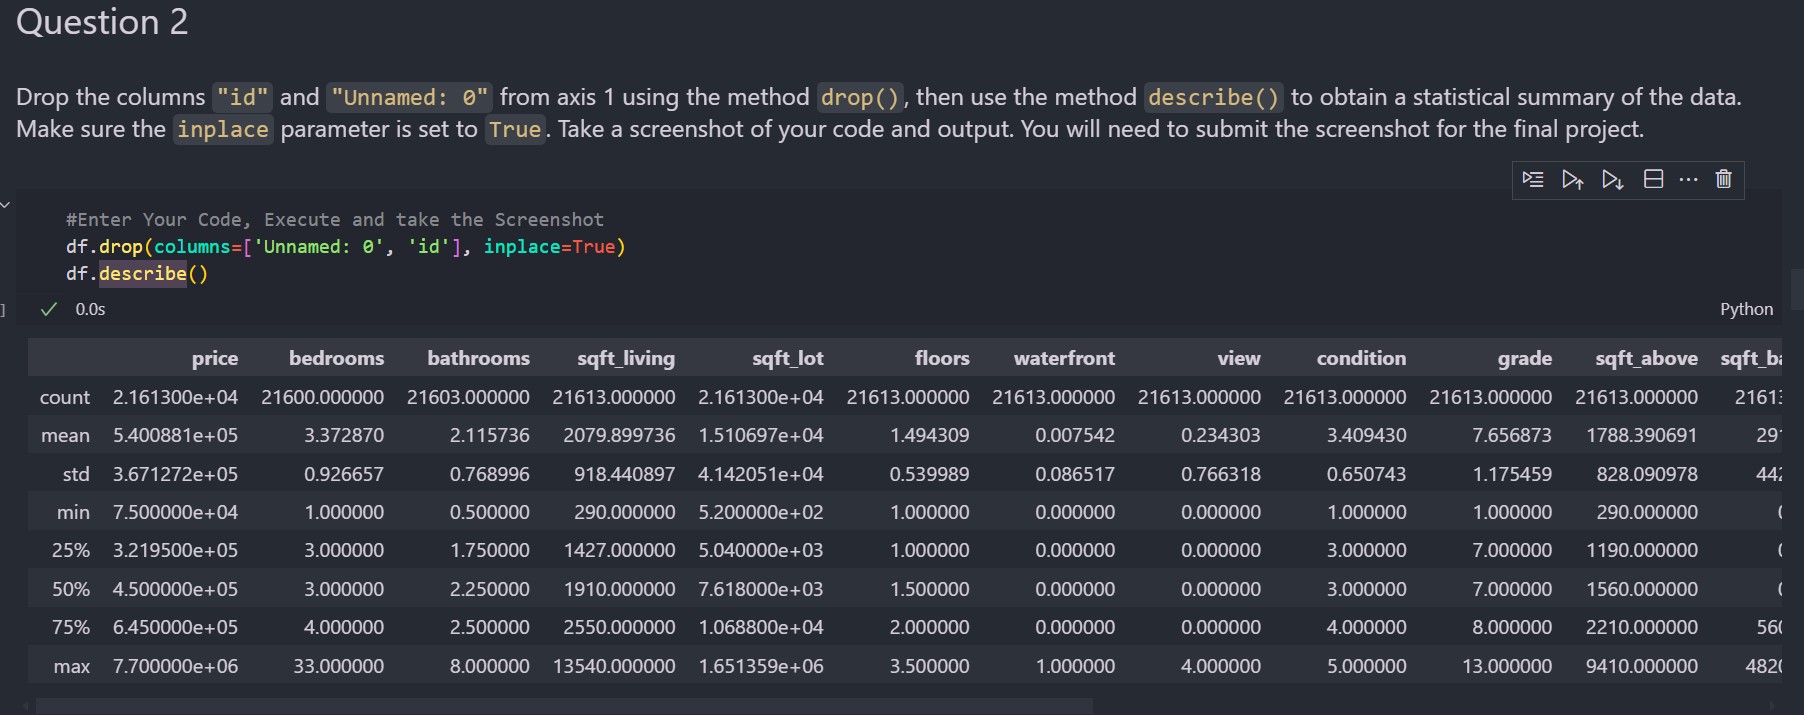 Question 2
Drop the columns "id" and "Unnamed: 0" from axis 1 using the method drop(), then use the method describe() to obtain a statistical summary of the data.
Make sure the inplace parameter is set to True. Take a screenshot of your code and output. You will need to submit the screenshot for the final project.
#Enter Your Code, Execute and take the Screenshot
df.drop(columns=['Unnamed: 0', 'id'], inplace=True)
df.describe()
] 0.0s Python
price bedrooms bathrooms sqft_living sqft_lot floors waterfront view condition grade sqft_above sqft_ba
count 2.161300e+04 21600.000000 21603.000000 21613.000000 2.161300e+04 21613.000000 21613.000000 21613.000000 21613.000000 21613.000000 21613.000000 21613
mean 5.400881e+05 3.372870 2.115736 2079.899736 1.510697e+04 1.494309 0.007542 0.234303 3.409430 7.656873 1788.390691 291
std 3.671272e+05 0.926657 0.768996 918.440897 4.142051e+04 0.539989 0.086517 0.766318 0.650743 1.175459 828.090978 442
min 7.500000e+04 1.000000 0.500000 290.000000 5.200000e+02 1.000000 0.000000 0.000000 1.000000 1.000000 290.000000
25% 3.219500e+05 3.000000 1.750000 1427.000000 5.040000e+03 1.000000 0.000000 0.000000 3.000000 7.000000 1190.000000
50% 4.500000e+05 3.000000 2.250000 1910.000000 7.618000e+03 1.500000 0.000000 0.000000 3.000000 7.000000 1560.000000
75% 6.450000e+05 4.000000 2.500000 2550.000000 1.068800e+04 2.000000 0.000000 0.000000 4.000000 8.000000 2210.000000 560
max 7.700000e+06 33.000000 8.000000 13540.000000 1.651359e+06 3.500000 1.000000 4.000000 5.000000 13.000000 9410.000000 4820